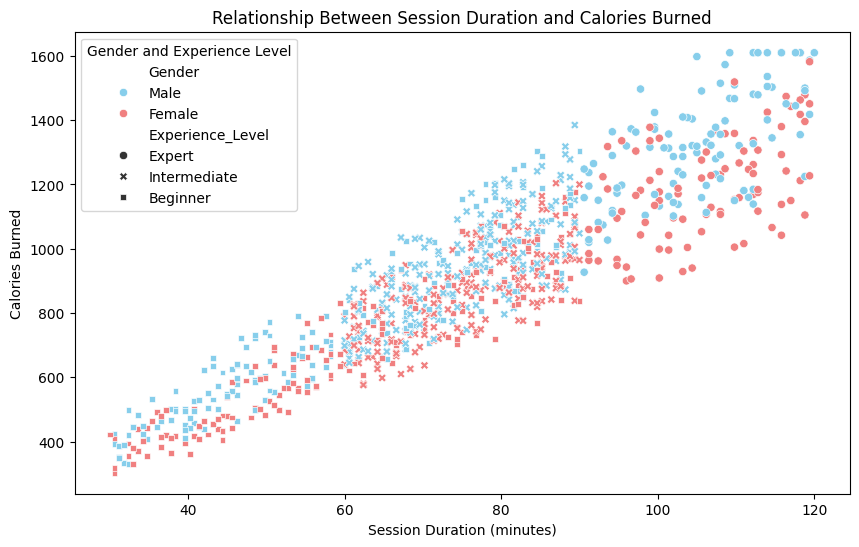 Relationship Between Session Duration and Calories Burned
Gender and Experience Level
Gender
Male
Female
Experience_Level
Expert
Intermediate
Beginner
1600
1400
1200
1000
800
600
400
Calories Burned
40 60 80 100 120
Session Duration (minutes)